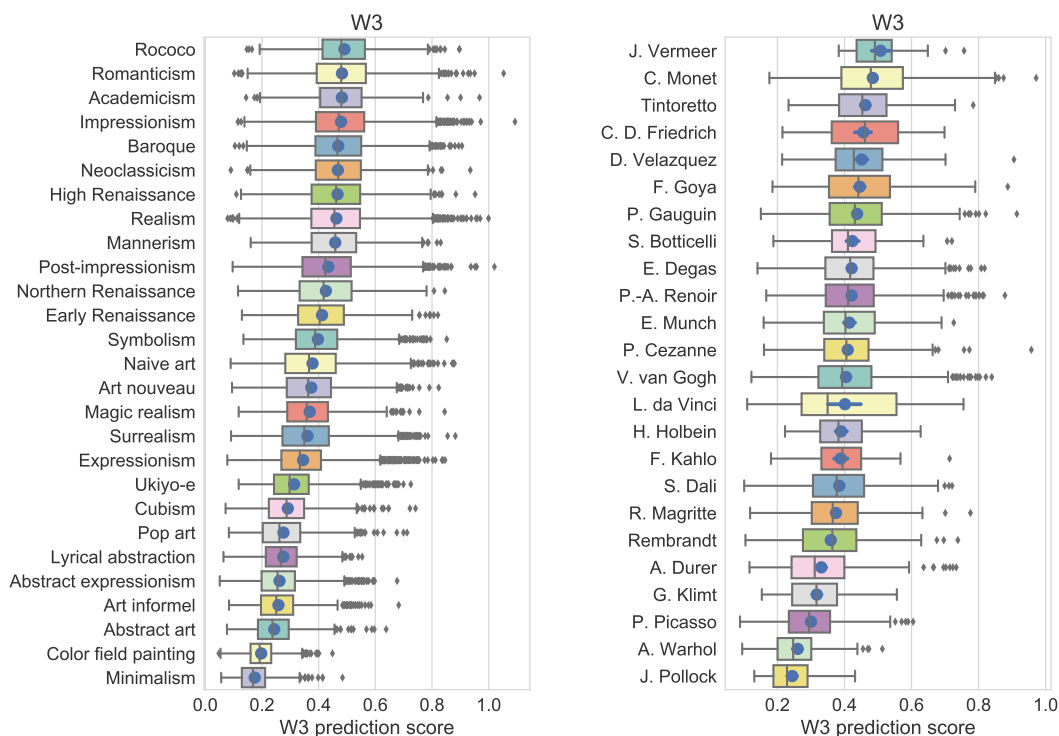 W3
Rococo
Romanticism
Academicism
Impressionism
Baroque
Neoclassicism
High Renaissance
Realism
Mannerism
Post-impressionism
Northern Renaissance
Early Renaissance
Symbolism
Naive art
Art nouveau
Magic realism
Surrealism
Expressionism
Ukiyo-e
Cubism
Pop art
Lyrical abstraction
Abstract expressionism
Art informel
Abstract art
Color field painting
Minimalism
0.0 0.2 0.4 0.6 0.8 1.0
W3 prediction score
W3
J. Vermeer
C. Monet
Tintoretto
C. D. Friedrich
D. Velazquez
F. Goya
P. Gauguin
S. Botticelli
E. Degas
P.-A. Renoir
E. Munch
P. Cezanne
V. van Gogh
L. da Vinci
H. Holbein
F. Kahlo
S. Dali
R. Magritte
Rembrandt
A. Durer
G. Klimt
P. Picasso
A. Warhol
J. Pollock
0.2 0.4 0.6 0.8 1.0
W3 prediction score